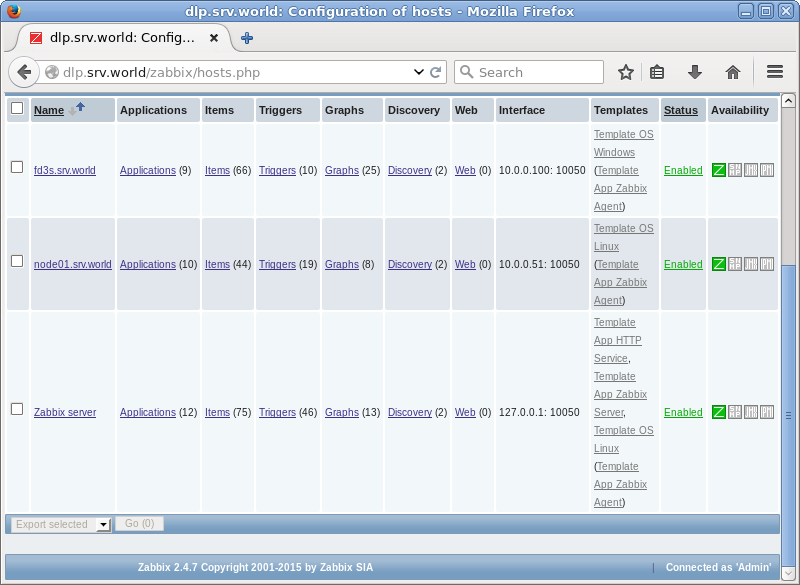 dlp.srv.world: Configuration of hosts - Mozilla Firefox
dlp.srv.world: Config...
dlp.srv.world/zabbix/hosts.php
Search
Name Applications Items Triggers Graphs Discovery Web Interface Templates Status Availability
fd3s.srv.world Applications (9) Items (66) Triggers (10) Graphs (25) Discovery (2) Web (0) 10.0.0.100: 10050
Template OS
Windows
(Template
App Zabbix
Agent)
Enabled Z
node01.srv.world Applications (10) Items (44) Triggers (19) Graphs (8) Discovery (2) Web (0) 10.0.0.51: 10050
Template OS
Linux
(Template
App Zabbix
Agent)
Enabled Z
Zabbix server Applications (12) Items (75) Triggers (46) Graphs (13) Discovery (2) Web (0) 127.0.0.1: 10050
Template
App HTTP
Service,
Template
App Zabbix
Server,
Template OS
Linux
(Template
App Zabbix
Agent)
Enabled Z
Export selected Go (0)
Zabbix 2.4.7 Copyright 2001-2015 by Zabbix SIA | Connected as 'Admin'